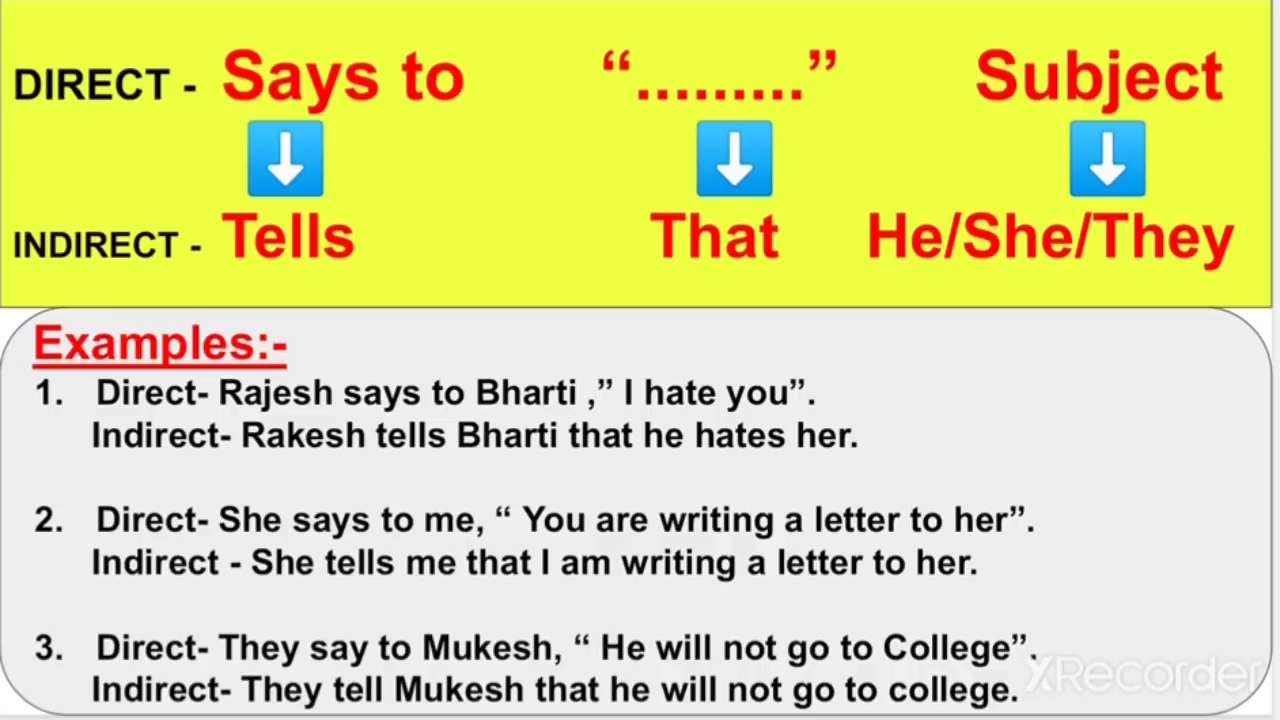 DIRECT - Says to “.........” Subject
INDIRECT - Tells That He/She/They
Examples:-
1. Direct- Rajesh says to Bharti ,” I hate you”.
Indirect- Rakesh tells Bharti that he hates her.
2. Direct- She says to me, “ You are writing a letter to her”.
Indirect - She tells me that I am writing a letter to her.
3. Direct- They say to Mukesh, “ He will not go to College”.
Indirect- They tell Mukesh that he will not go to college.
XRecorder